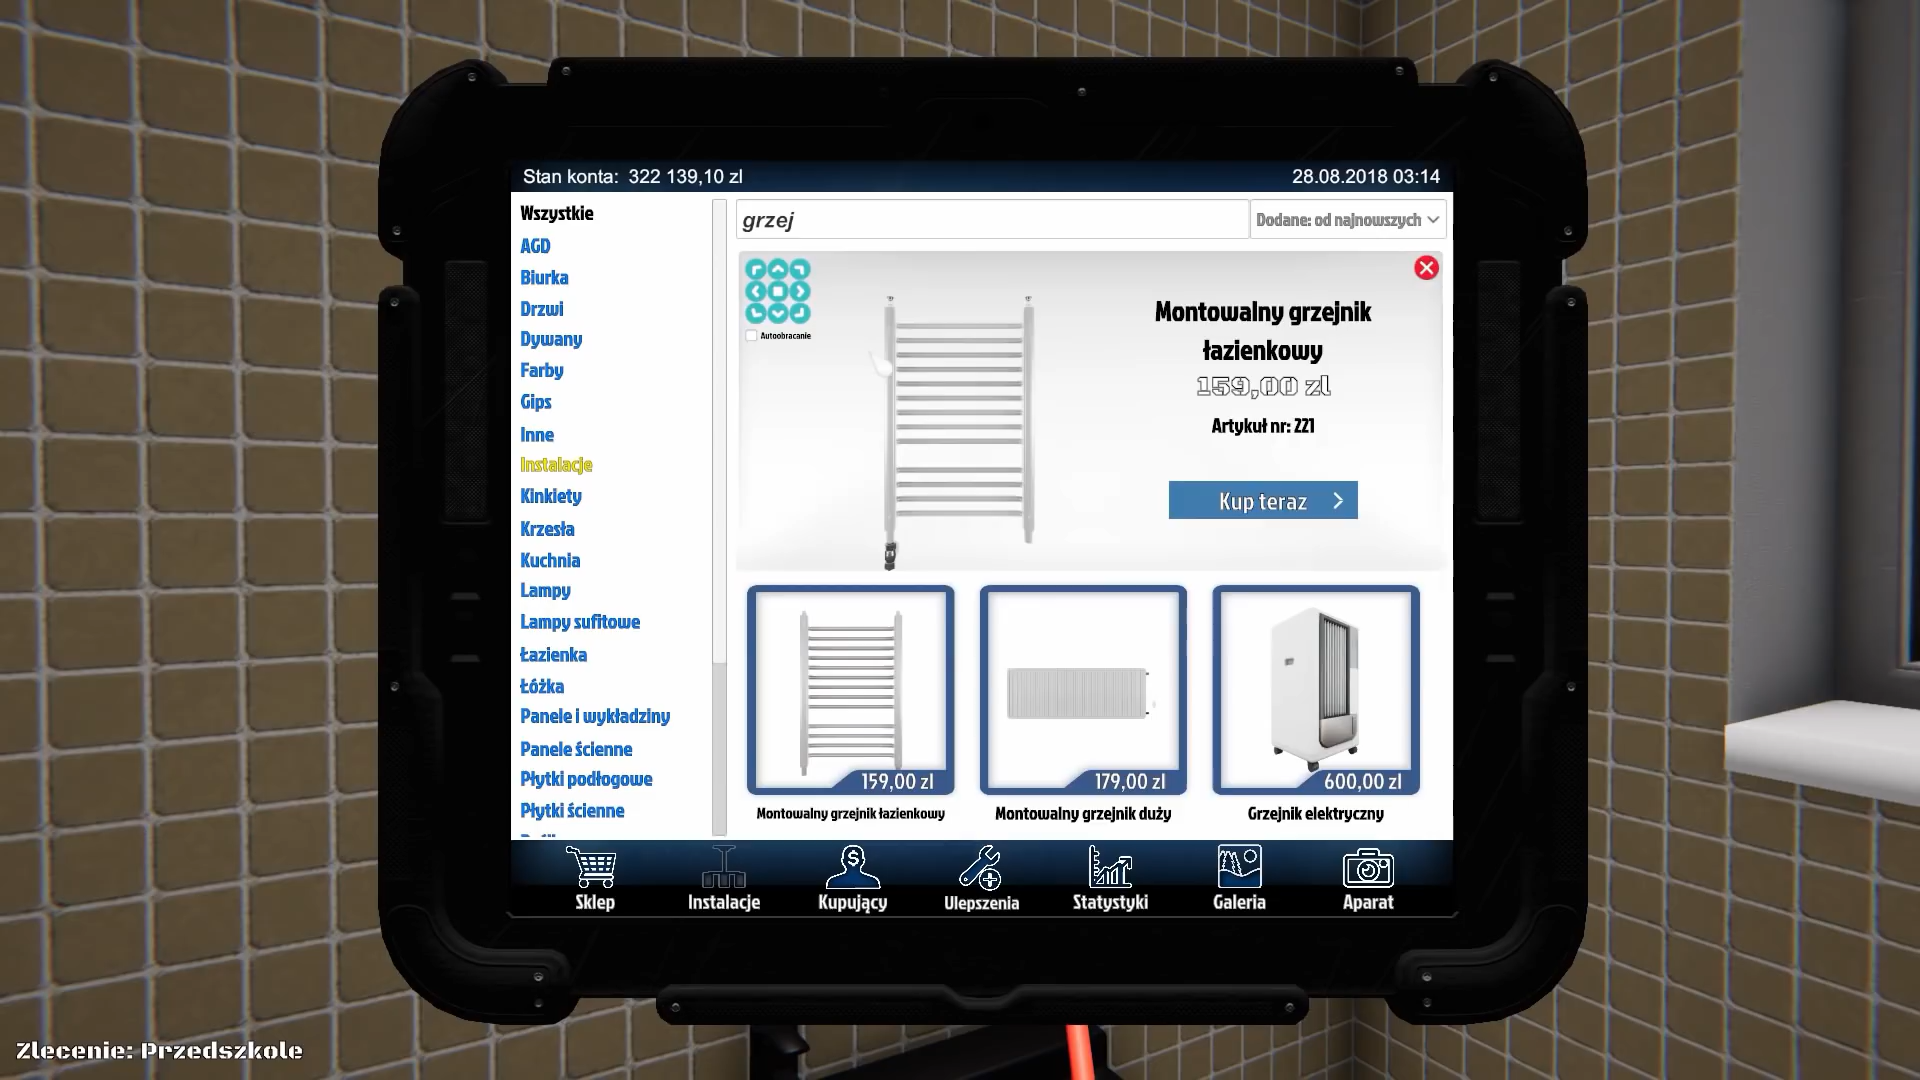 Stan konta: 322 139,10 zl
28.08.2018 03:14
Wszystkie
AGD
Biurka
Drzwi
Dywany
Farby
Gips
Inne
Instalacje
Kinkiety
Krzesła
Kuchnia
Lampy
Lampy sufitowe
Łazienka
Łóżka
Panele i wykładziny
Panele ścienne
Płytki podłogowe
Płytki ścienne
grzej
Dodane: od najnowszych
Autoobracanie
Montowalny grzejnik
łazienkowy
159,00 zl
Artykuł nr: 221
Kup teraz
159,00 zl
Montowalny grzejnik łazienkowy
179,00 zl
Montowalny grzejnik duży
600,00 zl
Grzejnik elektryczny
Sklep
Instalacje
Kupujący
Ulepszenia
Statystyki
Galeria
Aparat
Zlecenie: Przedszkole